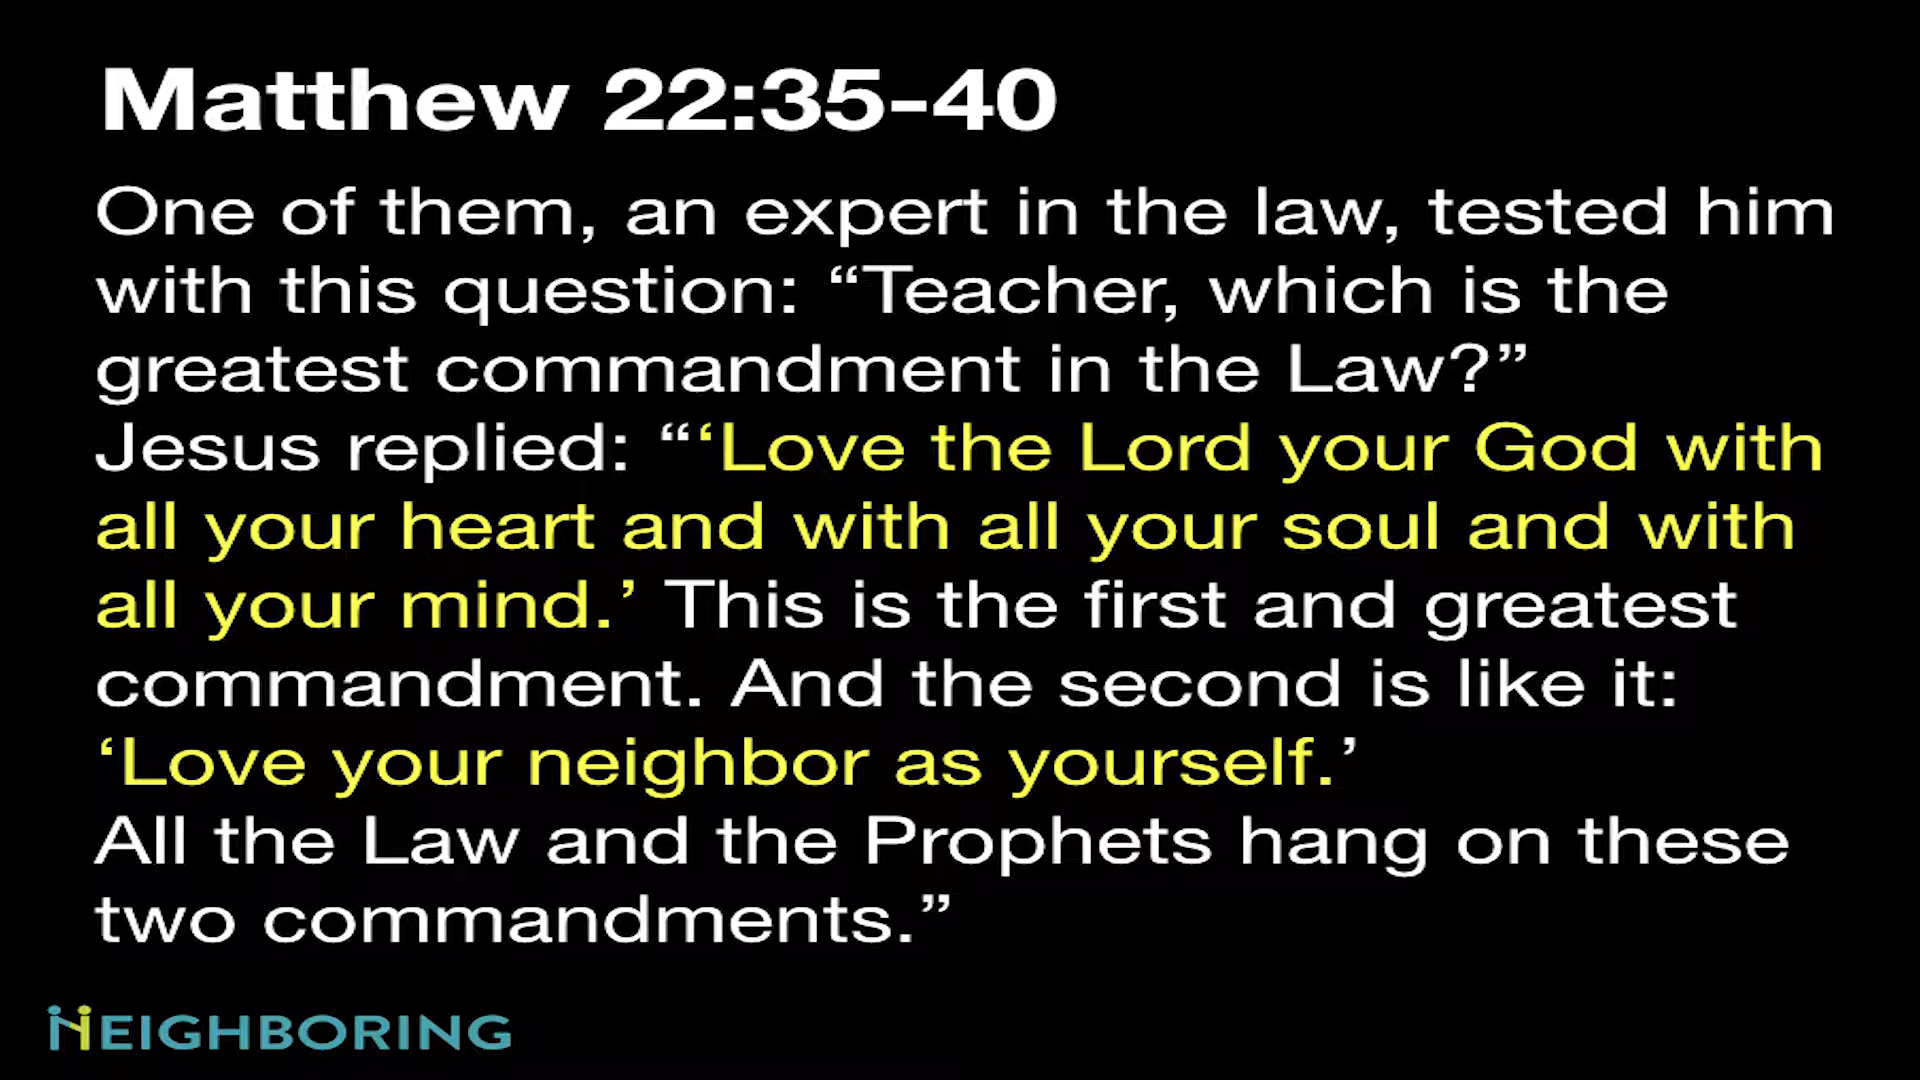 Matthew 22:35-40
One of them, an expert in the law, tested him
with this question: “Teacher, which is the
greatest commandment in the Law?”
Jesus replied: “‘Love the Lord your God with
all your heart and with all your soul and with
all your mind.’ This is the first and greatest
commandment. And the second is like it:
‘Love your neighbor as yourself.’
All the Law and the Prophets hang on these
two commandments.”
NEIGHBORING